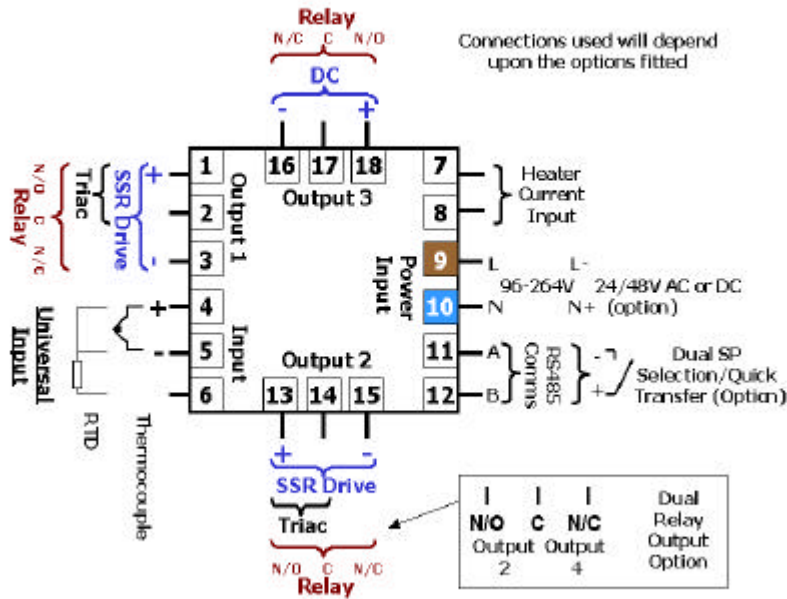 Relay
N/C C N/O
Connections used will depend
upon the options fitted
DC
- +
16 17 18
Output 3
1
2
3
Output 1
+
-
SSR Drive
Triac
N/O C N/C
Relay
7
8
Heater
Current
Input
9
10
Power
Input
L L-
96-264V 24/48V AC or DC
N N+ (option)
4
5
6
Input
+
-
Universal
Input
RTD
Thermocouple
11
12
A
B
RS485
Comms
-
+
Dual SP
Selection/Quick
Transfer (Option)
Output 2
13 14 15
+ -
SSR Drive
Triac
N/O C N/C
Relay
N/O C N/C
Output Output
2 4
Dual
Relay
Output
Option